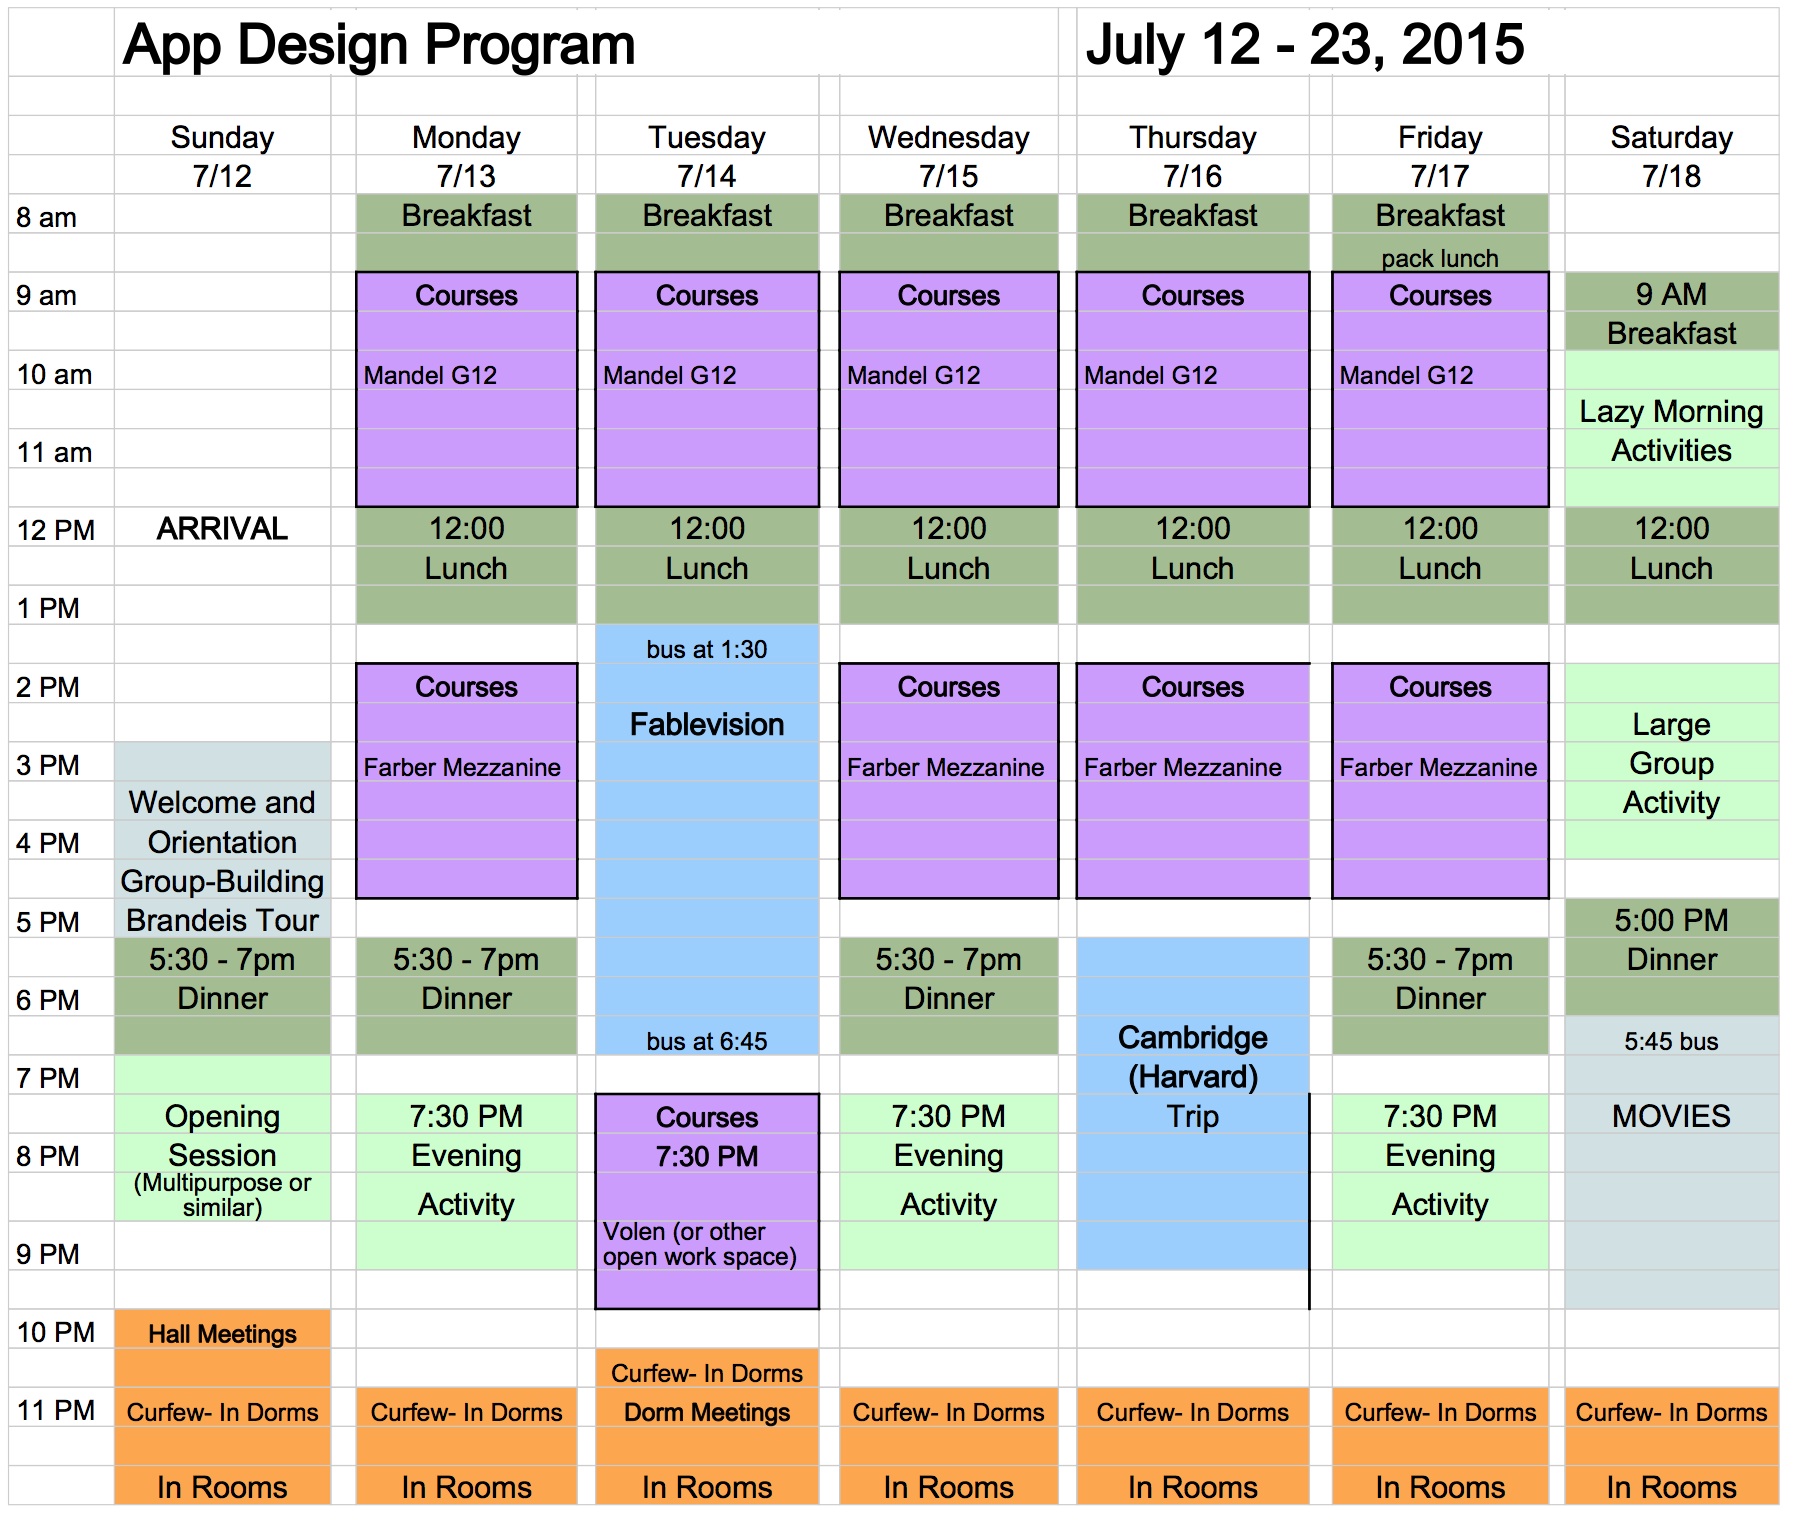 App Design Program July 12 - 23, 2015
Sunday Monday Tuesday Wednesday Thursday Friday Saturday
7/12 7/13 7/14 7/15 7/16 7/17 7/18
8 am Breakfast Breakfast Breakfast Breakfast Breakfast
pack lunch
9 am Courses Courses Courses Courses Courses 9 AM
Breakfast
10 am Mandel G12 Mandel G12 Mandel G12 Mandel G12 Mandel G12
Lazy Morning
11 am Activities
12 PM ARRIVAL 12:00 12:00 12:00 12:00 12:00 12:00
Lunch Lunch Lunch Lunch Lunch Lunch
1 PM
bus at 1:30
2 PM Courses Courses Courses Courses
Fablevision Large
3 PM Farber Mezzanine Farber Mezzanine Farber Mezzanine Farber Mezzanine Group
Welcome and Activity
4 PM Orientation
Group-Building
5 PM Brandeis Tour 5:00 PM
5:30 - 7pm 5:30 - 7pm 5:30 - 7pm 5:30 - 7pm Dinner
6 PM Dinner Dinner Dinner Dinner
bus at 6:45 Cambridge 5:45 bus
7 PM (Harvard)
Opening 7:30 PM Courses 7:30 PM Trip 7:30 PM MOVIES
8 PM Session Evening 7:30 PM Evening Evening
(Multipurpose or
similar) Activity Activity Activity
Volen (or other
9 PM open work space)
10 PM Hall Meetings
Curfew- In Dorms
11 PM Curfew- In Dorms Curfew- In Dorms Dorm Meetings Curfew- In Dorms Curfew- In Dorms Curfew- In Dorms Curfew- In Dorms
In Rooms In Rooms In Rooms In Rooms In Rooms In Rooms In Rooms